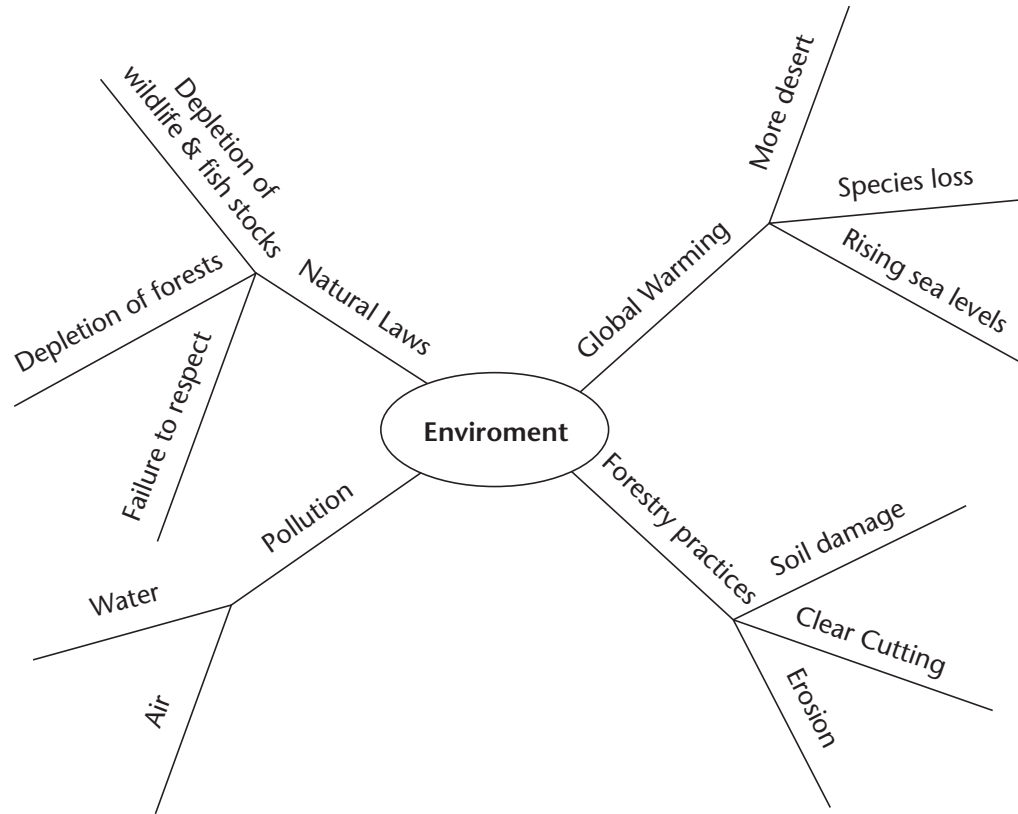 Depletion of
wildlife & fish stocks
Depletion of forests
Failure to respect
Natural Laws
More desert
Species loss
Rising sea levels
Global Warming
Enviroment
Pollution
Water
Air
Forestry practices
Soil damage
Clear Cutting
Erosion